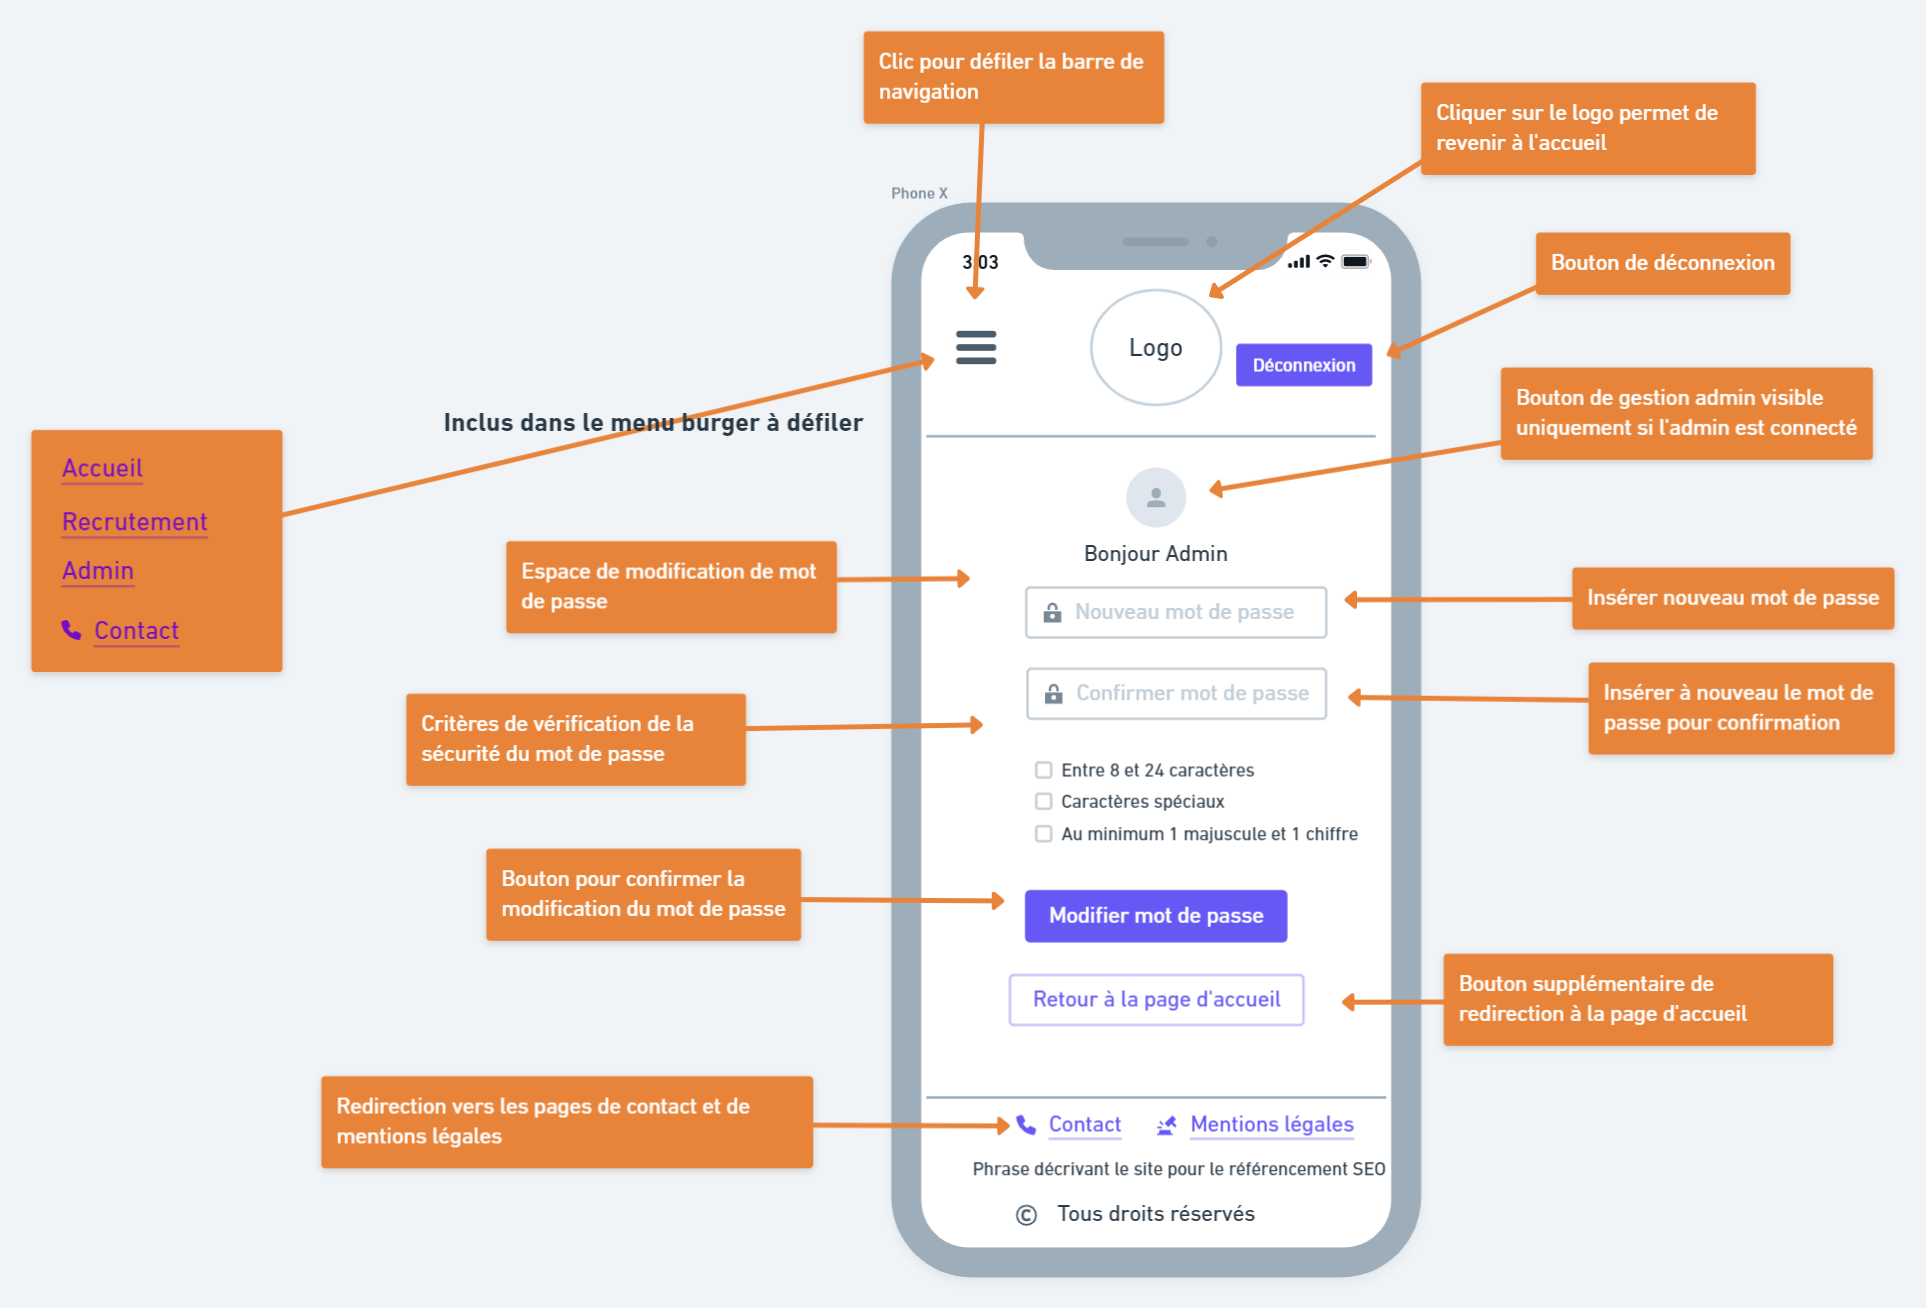 Clic pour défiler la barre de
navigation
Cliquer sur le logo permet de
revenir à l'accueil
Phone X
Bouton de déconnexion
3:03
Logo
Déconnexion
Bouton de gestion admin visible
uniquement si l'admin est connecté
Inclus dans le menu burger à défiler
Accueil
Recrutement
Admin
Contact
Bonjour Admin
Espace de modification de mot
de passe
Nouveau mot de passe
Insérer nouveau mot de passe
Confirmer mot de passe
Insérer à nouveau le mot de
passe pour confirmation
Critères de vérification de la
sécurité du mot de passe
Entre 8 et 24 caractères
Caractères spéciaux
Au minimum 1 majuscule et 1 chiffre
Bouton pour confirmer la
modification du mot de passe
Modifier mot de passe
Retour à la page d'accueil
Bouton supplémentaire de
redirection à la page d'accueil
Redirection vers les pages de contact et de
mentions légales
Contact
Mentions légales
Phrase décrivant le site pour le référencement SEO
© Tous droits réservés